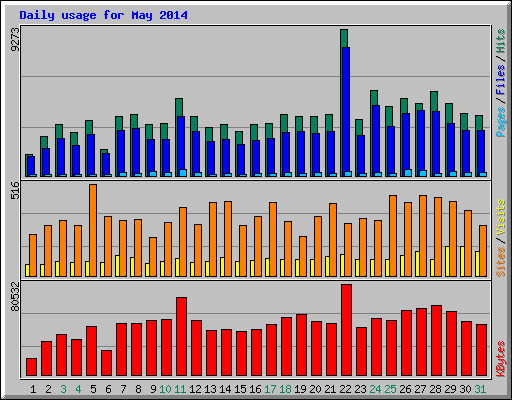 Daily usage for May 2014
9273
Pages / Files / Hits
516
Sites / Visits
80532
KBytes
1 2 3 4 5 6 7 8 9 10 11 12 13 14 15 16 17 18 19 20 21 22 23 24 25 26 27 28 29 30 31